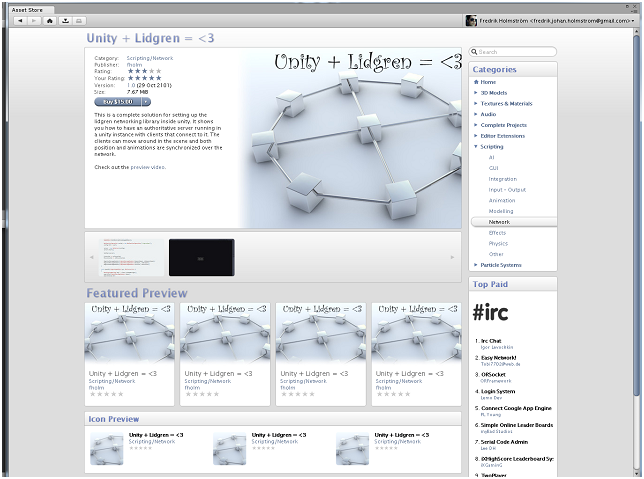 Asset Store
Fredrik Holmström <fredrik.johan.holmstrom@gmail.com>
Unity + Lidgren = <3
Search
Category: Scripting/Network
Publisher: fholm
Rating:
Your Rating:
Version: 1.0 (29 Oct 2101)
Size: 7.67 MB
Buy $15.00
This is a complete solution for setting up the
lidgren networking library inside unity. It shows
you how to have an authoritative server running in
a unity instance with clients that connect to it. The
clients can move around in the scene and both
position and animations are synchronized over the
network.
Check out the preview video.
Unity + Lidgren = <3
Categories
Home
3D Models
Textures & Materials
Audio
Complete Projects
Editor Extensions
Scripting
AI
GUI
Integration
Input - Output
Animation
Modelling
Network
Effects
Physics
Other
Particle Systems
Featured Preview
Unity + Lidgren = <3
Unity + Lidgren = <3
Scripting/Network
fholm
Unity + Lidgren = <3
Unity + Lidgren = <3
Scripting/Network
fholm
Unity + Lidgren = <3
Unity + Lidgren = <3
Scripting/Network
fholm
Unity + Lidgren = <3
Unity + Lidgren = <3
Scripting/Network
fholm
Icon Preview
Unity + Lidgren = <3
Scripting/Network
Unity + Lidgren = <3
Scripting/Network
Unity + Lidgren = <3
Scripting/Network
Top Paid
#irc
1. Irc Chat
2. Easy Network!
3. ORSocket
ORFramework
4. Login System
5. Connect Google App Engine
6. Simple Online Leader Boards
7. Serial Code Admin
8. IXHighScore Leaderboard Sy
IXGaminG
9. TwoPlayer